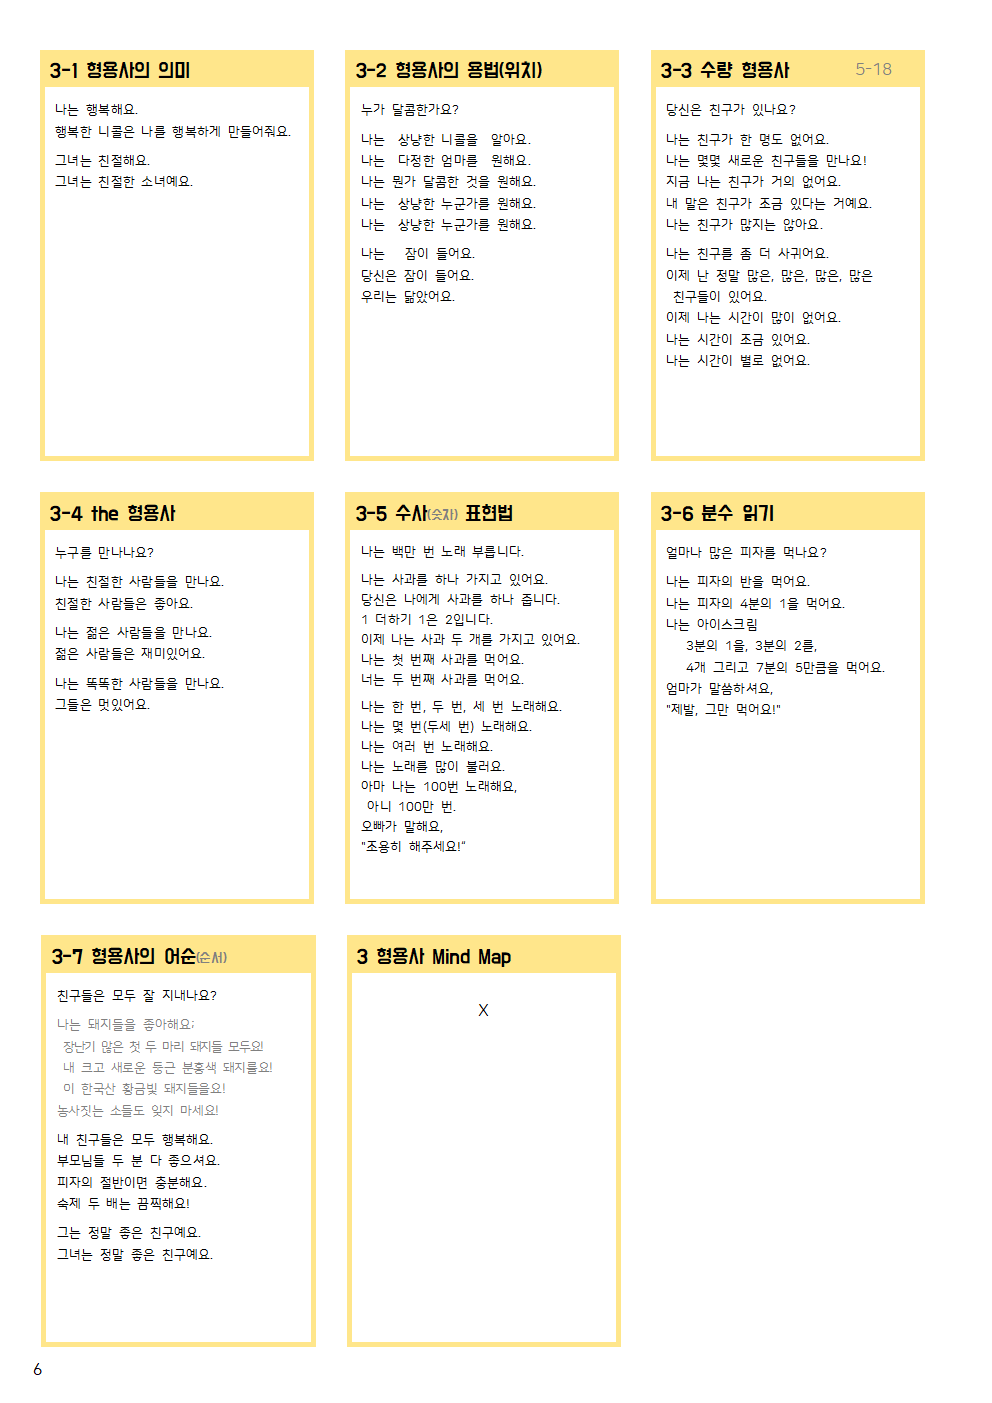 3-1 형용사의 의미
나는 행복해요.
행복한 니콜은 나를 행복하게 만들어줘요.
그녀는 친절해요.
그녀는 친절한 소녀예요.
3-2 형용사의 용법(위치)
누가 달콤한가요?
나는 상냥한 니콜을 알아요.
나는 다정한 엄마를 원해요.
나는 뭔가 달콤한 것을 원해요.
나는 상냥한 누군가를 원해요.
나는 상냥한 누군가를 원해요.
나는 잠이 들어요.
당신은 잠이 들어요.
우리는 닮았어요.
3-3 수량 형용사 5-18
당신은 친구가 있나요?
나는 친구가 한 명도 없어요.
나는 몇몇 새로운 친구들을 만나요!
지금 나는 친구가 거의 없어요.
내 말은 친구가 조금 있다는 거예요.
나는 친구가 많지는 않아요.
나는 친구를 좀 더 사귀어요.
이제 난 정말 많은, 많은, 많은, 많은
친구들이 있어요.
이제 나는 시간이 많이 없어요.
나는 시간이 조금 있어요.
나는 시간이 별로 없어요.
3-4 the 형용사
누구를 만나나요?
나는 친절한 사람들을 만나요.
친절한 사람들은 좋아요.
나는 젊은 사람들을 만나요.
젊은 사람들은 재미있어요.
나는 똑똑한 사람들을 만나요.
그들은 멋있어요.
3-5 수사(숫자) 표현법
나는 백만 번 노래 부릅니다.
나는 사과를 하나 가지고 있어요.
당신은 나에게 사과를 하나 줍니다.
1 더하기 1은 2입니다.
이제 나는 사과 두 개를 가지고 있어요.
나는 첫 번째 사과를 먹어요.
너는 두 번째 사과를 먹어요.
나는 한 번, 두 번, 세 번 노래해요.
나는 몇 번(두세 번) 노래해요.
나는 여러 번 노래해요.
나는 노래를 많이 불러요.
아마 나는 100번 노래해요,
아니 100만 번.
오빠가 말해요,
"조용히 해주세요!"
3-6 분수 읽기
얼마나 많은 피자를 먹나요?
나는 피자의 반을 먹어요.
나는 피자의 4분의 1을 먹어요.
나는 아이스크림
3분의 1을, 3분의 2를,
4개 그리고 7분의 5만큼을 먹어요.
엄마가 말씀하셔요,
"제발, 그만 먹어요!"
3-7 형용사의 어순(순서)
친구들은 모두 잘 지내나요?
나는 돼지들을 좋아해요;
장난기 않은 첫 두 마리 돼지들 모두요!
내 크고 새로운 둥근 분홍색 돼지를요!
이 한국산 황금빛 돼지들을요!
농사짓는 소들도 잊지 마세요!
내 친구들은 모두 행복해요.
부모님들 두 분 다 좋으셔요.
피자의 절반이면 충분해요.
숙제 두 배는 끔찍해요!
그는 정말 좋은 친구예요.
그녀는 정말 좋은 친구예요.
3 형용사 Mind Map
X
6